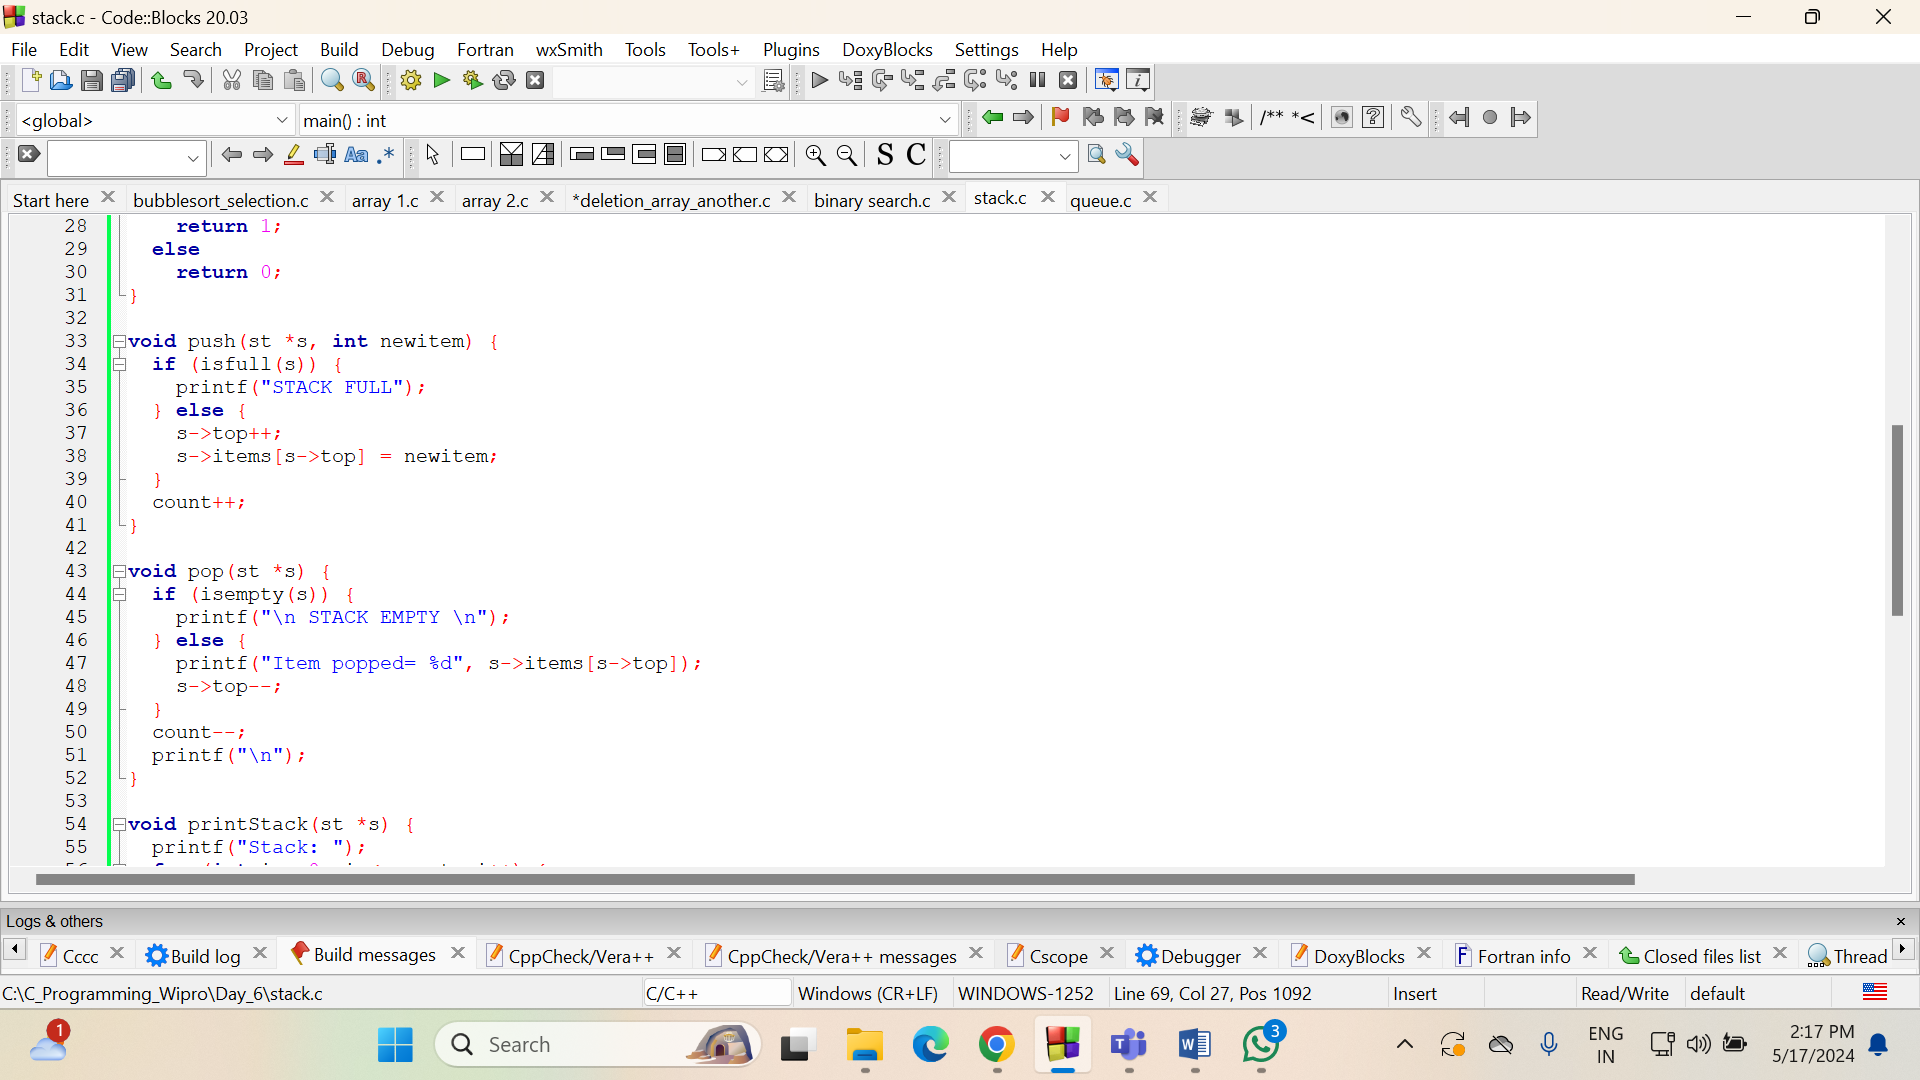 stack.c - Code::Blocks 20.03
File Edit View Search Project Build Debug Fortran wxSmith Tools Tools+ Plugins DoxyBlocks Settings Help
<global> main() : int /** *<
Aa .* S C
Start here bubblesort_selection.c array 1.c array 2.c *deletion_array_another.c binary search.c stack.c queue.c
28 return 1;
29 else
30 return 0;
31 }
32
33 void push(st *s, int newitem) {
34 if (isfull(s)) {
35 printf("STACK FULL");
36 } else {
37 s->top++;
38 s->items[s->top] = newitem;
39 }
40 count++;
41 }
42
43 void pop(st *s) {
44 if (isempty(s)) {
45 printf("\n STACK EMPTY \n");
46 } else {
47 printf("Item popped= %d", s->items[s->top]);
48 s->top--;
49 }
50 count--;
51 printf("\n");
52 }
53
54 void printStack(st *s) {
55 printf("Stack: ");
Logs & others
Cccc Build log Build messages CppCheck/Vera++ CppCheck/Vera++ messages Cscope Debugger DoxyBlocks Fortran info Closed files list Thread
C:\C_Programming_Wipro\Day_6\stack.c C/C++ Windows (CR+LF) WINDOWS-1252 Line 69, Col 27, Pos 1092 Insert Read/Write default
1 Search 3 ENG 2:17 PM
IN 5/17/2024